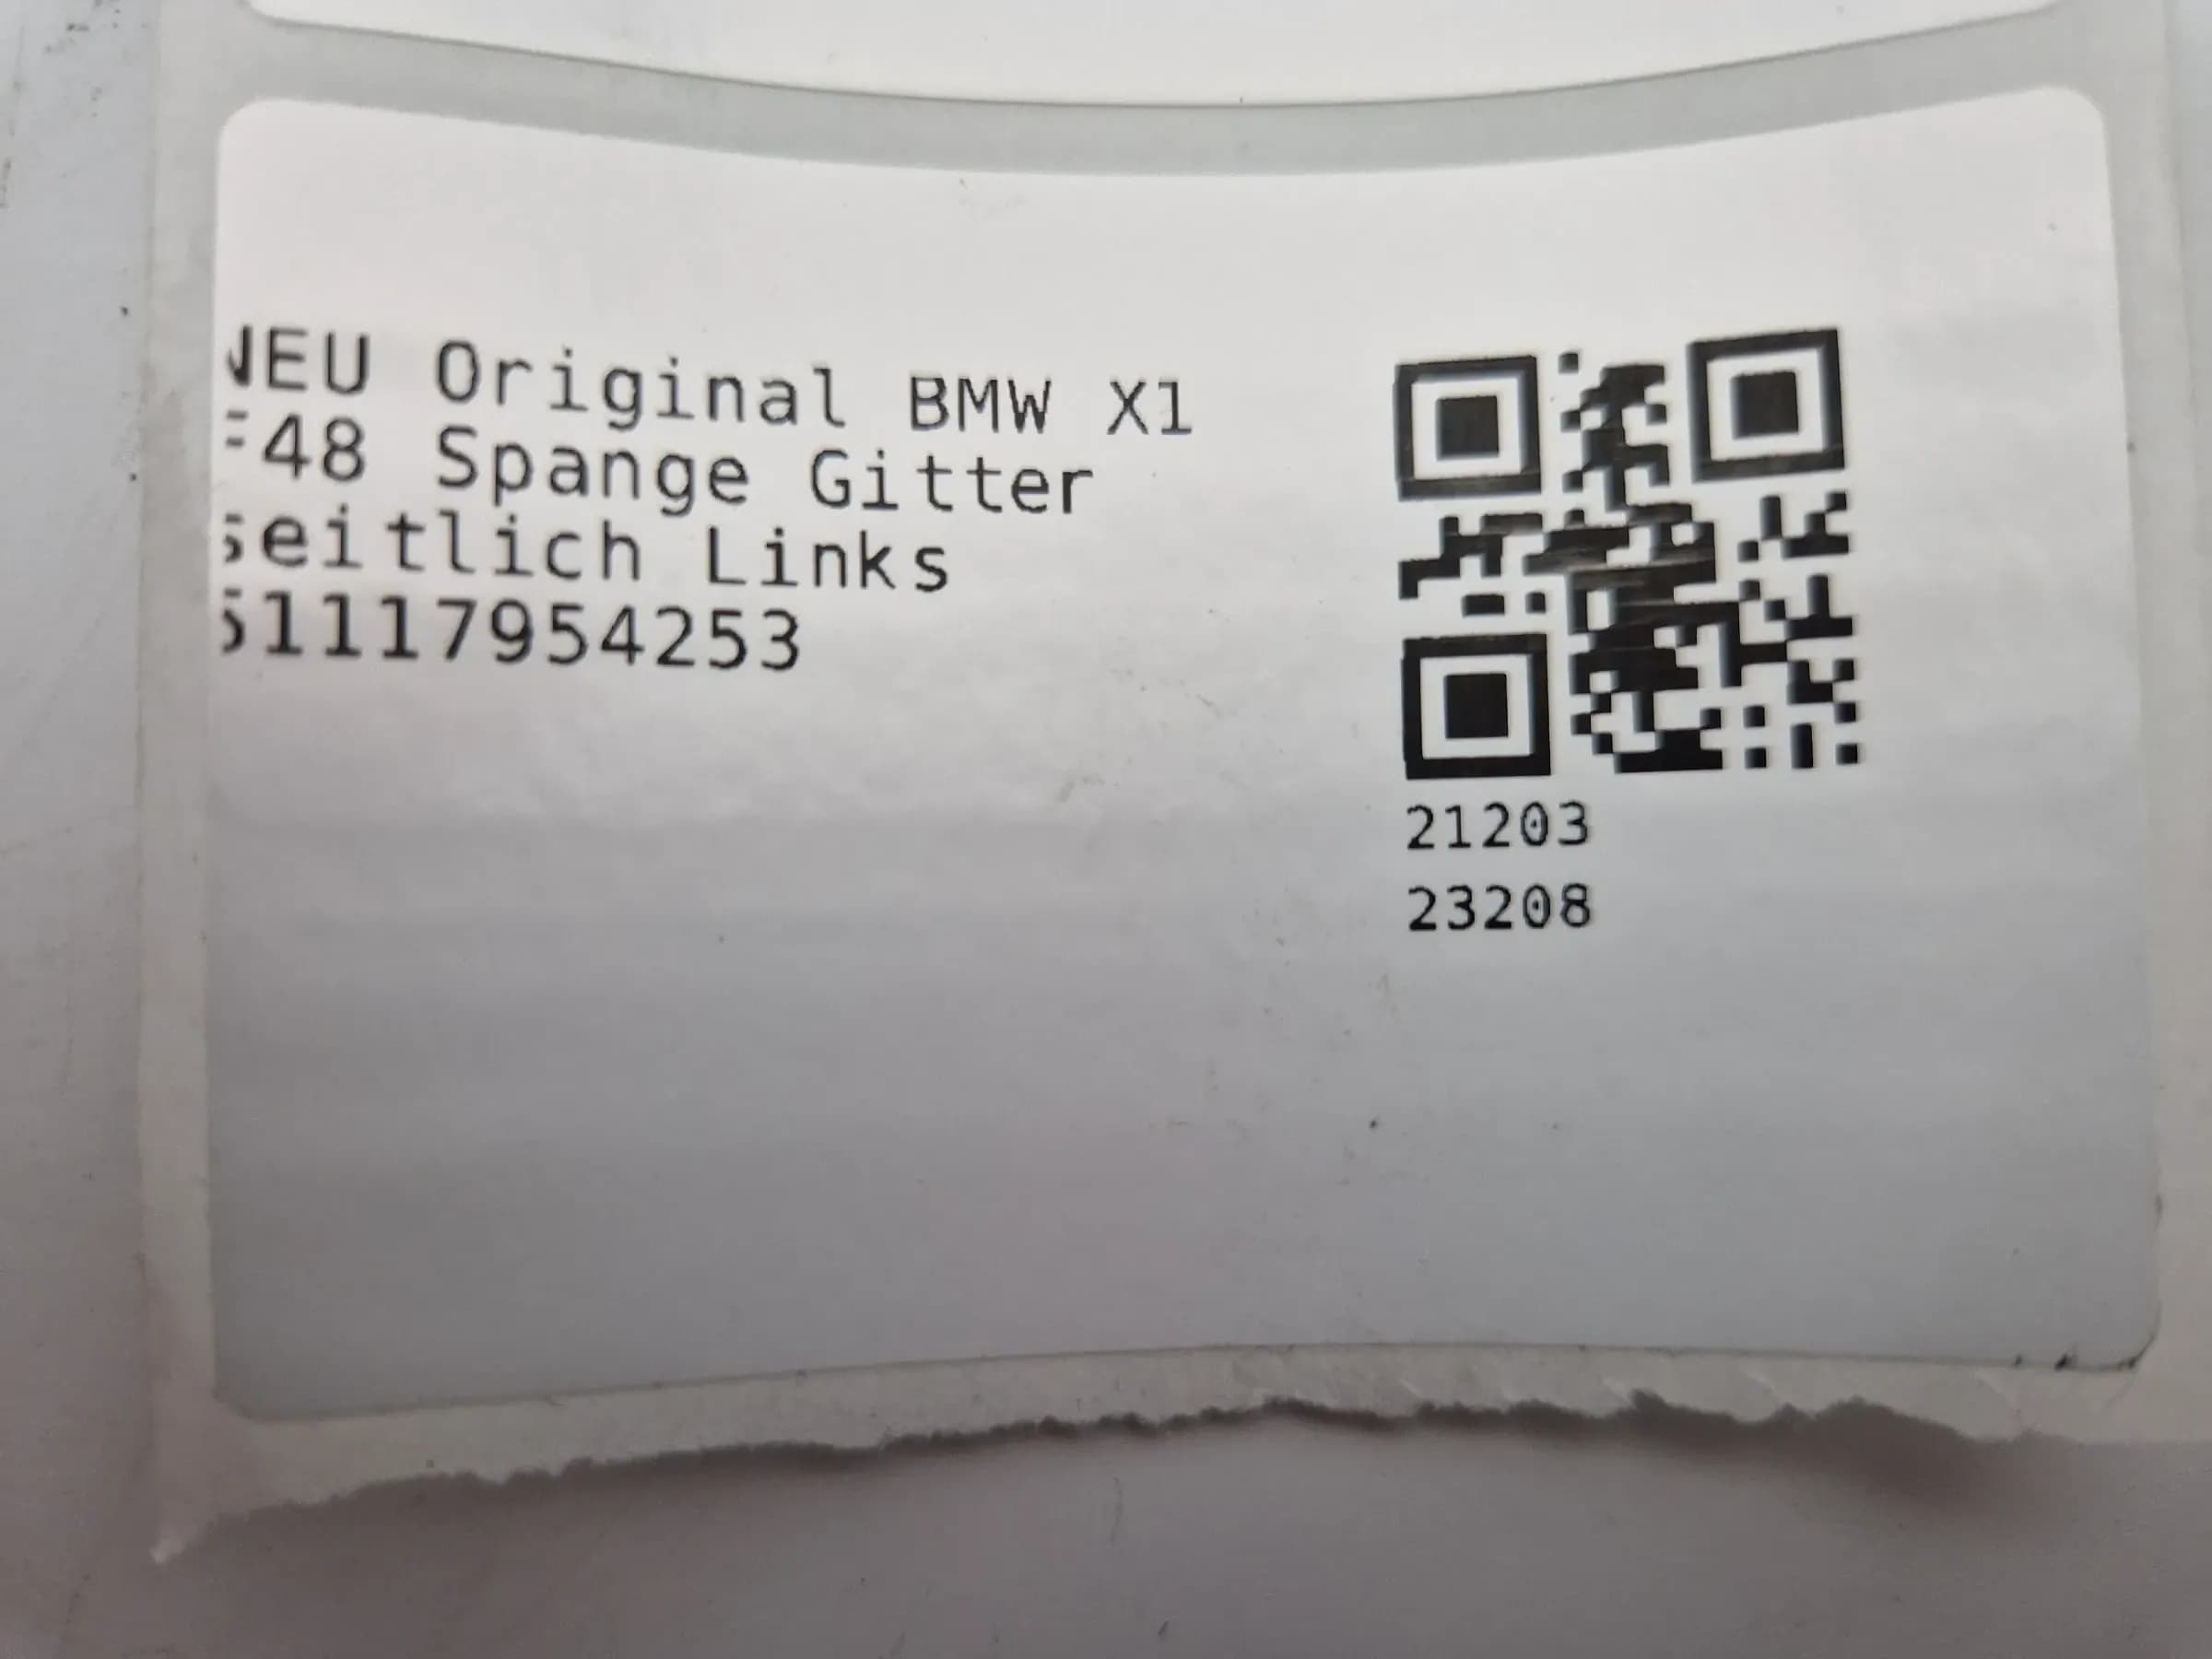 NEU Original BMW X1
F48 Spange Gitter
seitlich Links
51117954253
21203
23208